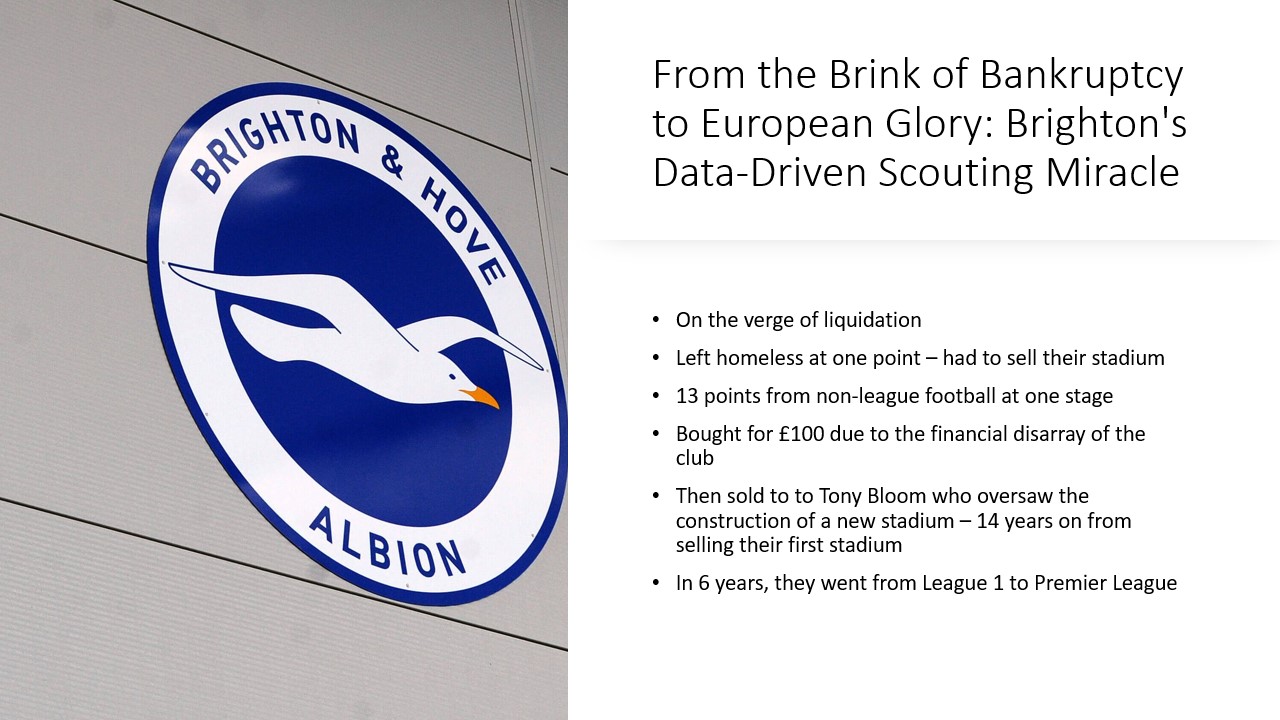 BRIGHTON & HOVE
ALBION
From the Brink of Bankruptcy
to European Glory: Brighton's
Data-Driven Scouting Miracle
• On the verge of liquidation
• Left homeless at one point – had to sell their stadium
• 13 points from non-league football at one stage
• Bought for £100 due to the financial disarray of the
club
• Then sold to to Tony Bloom who oversaw the
construction of a new stadium – 14 years on from
selling their first stadium
• In 6 years, they went from League 1 to Premier League